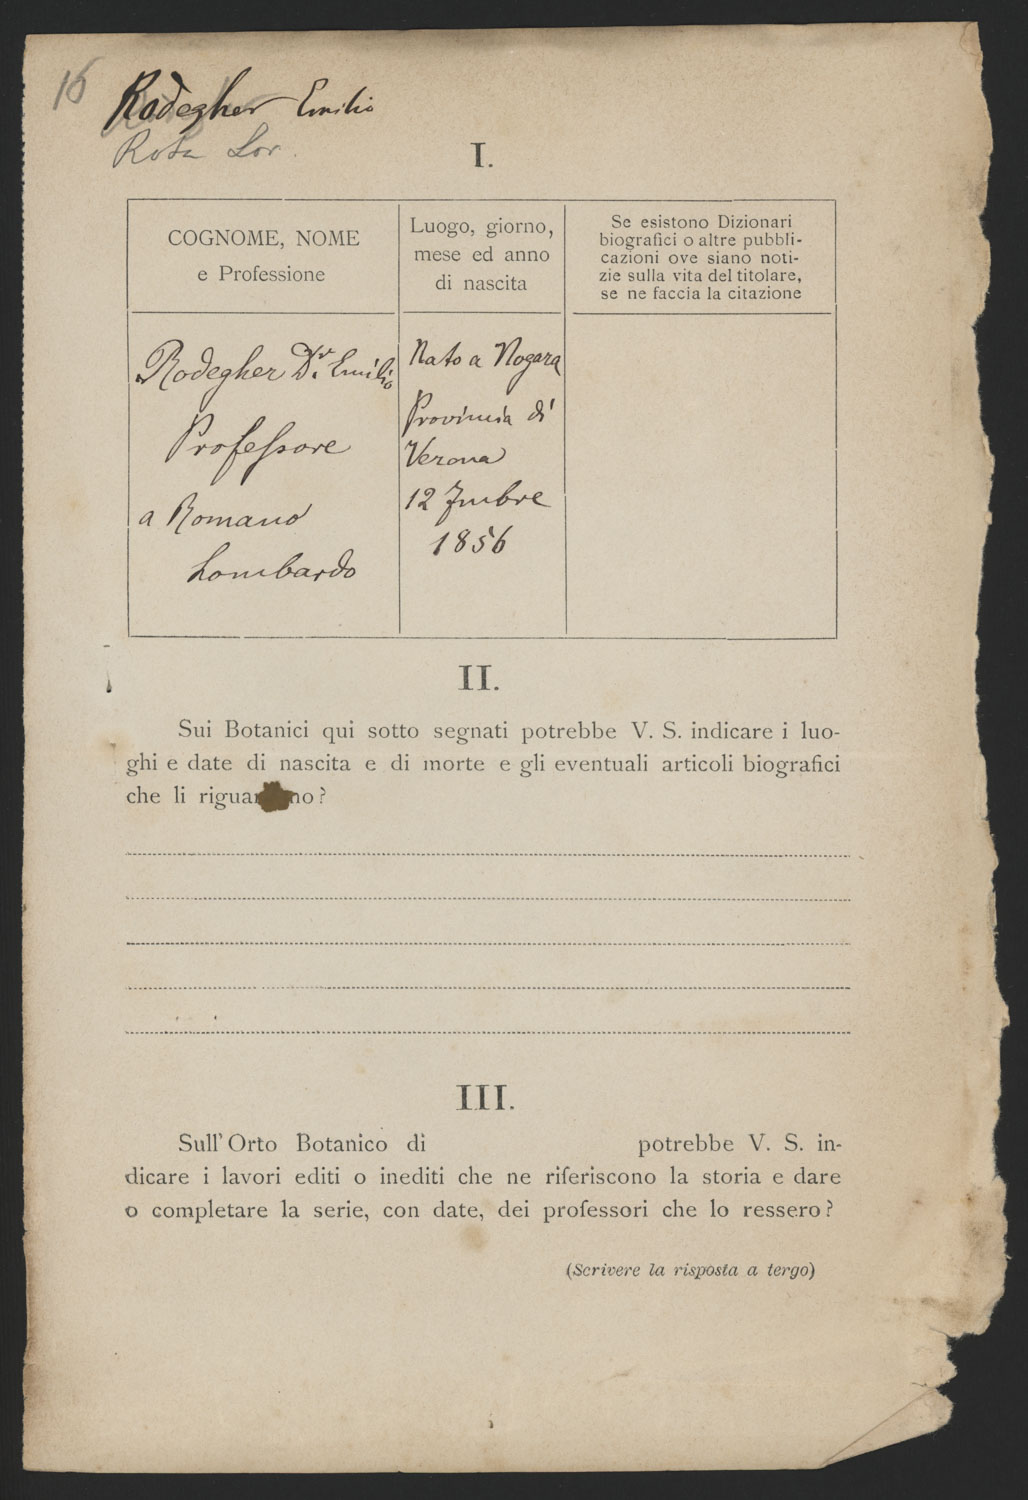 16
Rodegher Emilio
Rota Lor.
I.
COGNOME, NOME
e Professione
Luogo, giorno,
mese ed anno
di nascita
Se esistono Dizionari
biografici o altre pubbli-
cazioni ove siano noti-
zie sulla vita del titolare,
se ne faccia la citazione
Rodegher Dr. Emilio
Professore
a Romano
Lombardo
Nato a Nogara
Provincia di
Verona
12 7mbre
1856
II.
Sui Botanici qui sotto segnati potrebbe V. S. indicare i luo-
ghi e date di nascita e di morte e gli eventuali articoli biografici
che li
III.
Sull'Orto Botanico di potrebbe V. S. in-
dicare i lavori editi o inediti che ne riferiscono la storia e dare
o completare la serie, con date, dei professori che lo ressero?
(Scrivere la risposta a tergo)